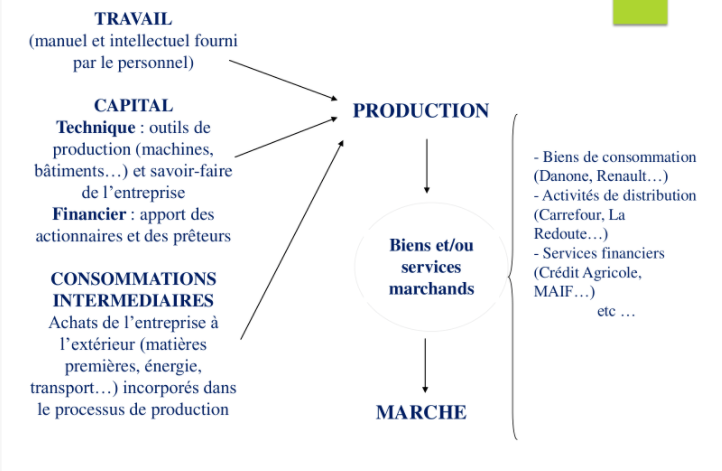 TRAVAIL
(manuel et intellectuel fourni
par le personnel)
CAPITAL
Technique : outils de
production (machines,
bâtiments…) et savoir-faire
de l’entreprise
Financier : apport des
actionnaires et des prêteurs
CONSOMMATIONS
INTERMEDIAIRES
Achats de l’entreprise à
l’extérieur (matières
premières, énergie,
transport…) incorporés dans
le processus de production
PRODUCTION
Biens et/ou
services
marchands
MARCHE
- Biens de consommation
(Danone, Renault…)
- Activités de distribution
(Carrefour, La
Redoute…)
- Services financiers
(Crédit Agricole,
MAIF…)
etc …